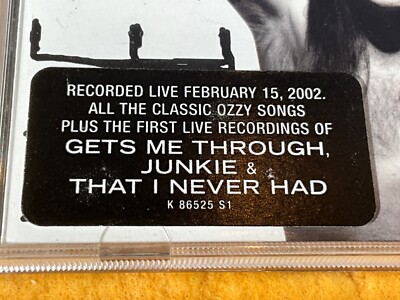 RECORDED LIVE FEBRUARY 15, 2002.
ALL THE CLASSIC OZZY SONGS
PLUS THE FIRST LIVE RECORDINGS OF
GETS ME THROUGH,
JUNKIE &
THAT I NEVER HAD
K 86525 S1